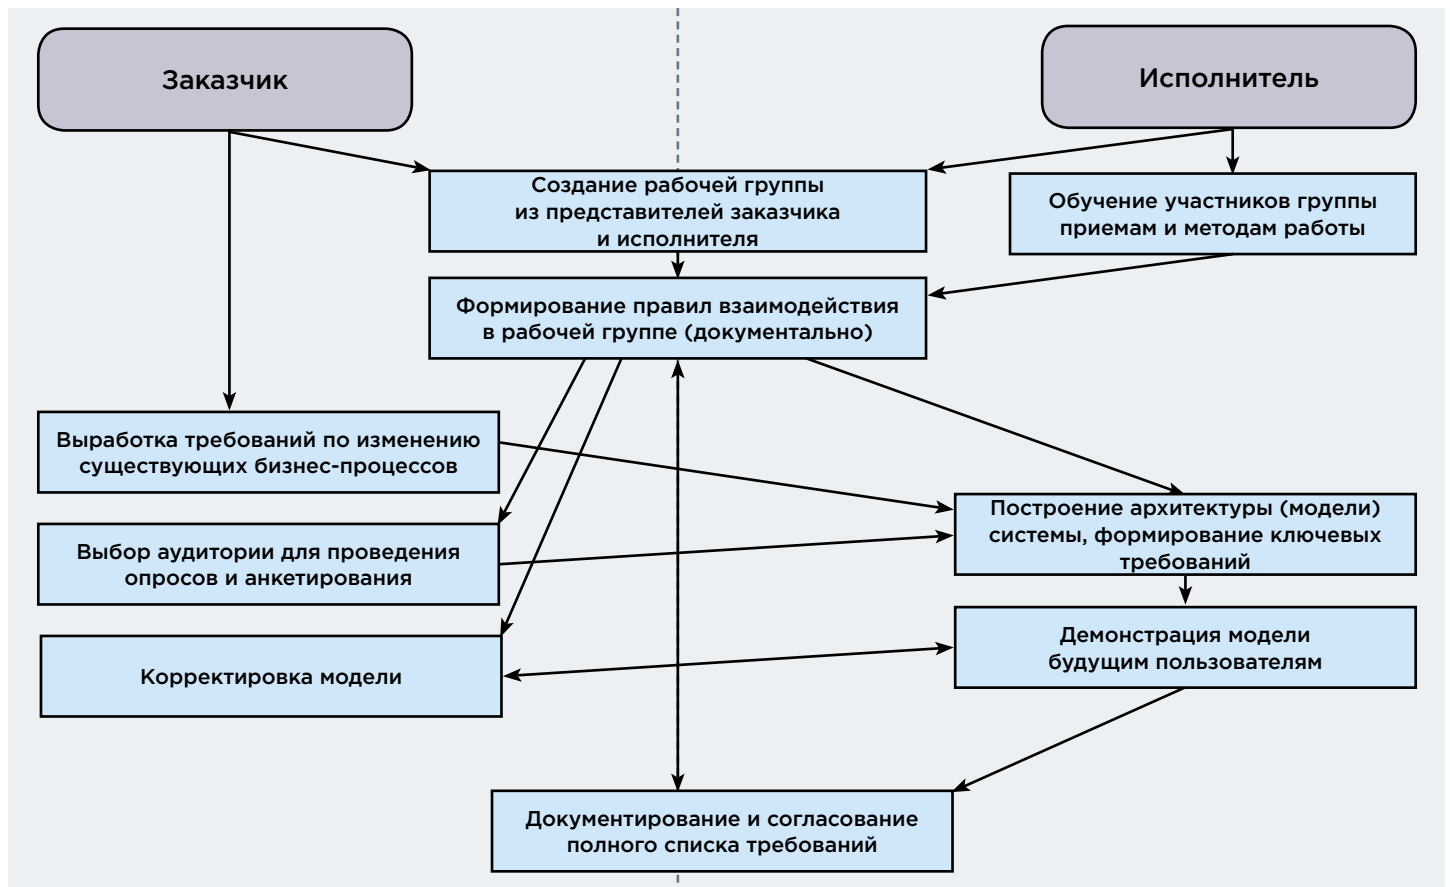 Заказчик
Исполнитель
Создание рабочей группы
из представителей заказчика
и исполнителя
Обучение участников группы
приемам и методам работы
Формирование правил взаимодействия
в рабочей группе (документально)
Выработка требований по изменению
существующих бизнес-процессов
Построение архитектуры (модели)
системы, формирование ключевых
требований
Выбор аудитории для проведения
опросов и анкетирования
Демонстрация модели
будущим пользователям
Корректировка модели
Документирование и согласование
полного списка требований